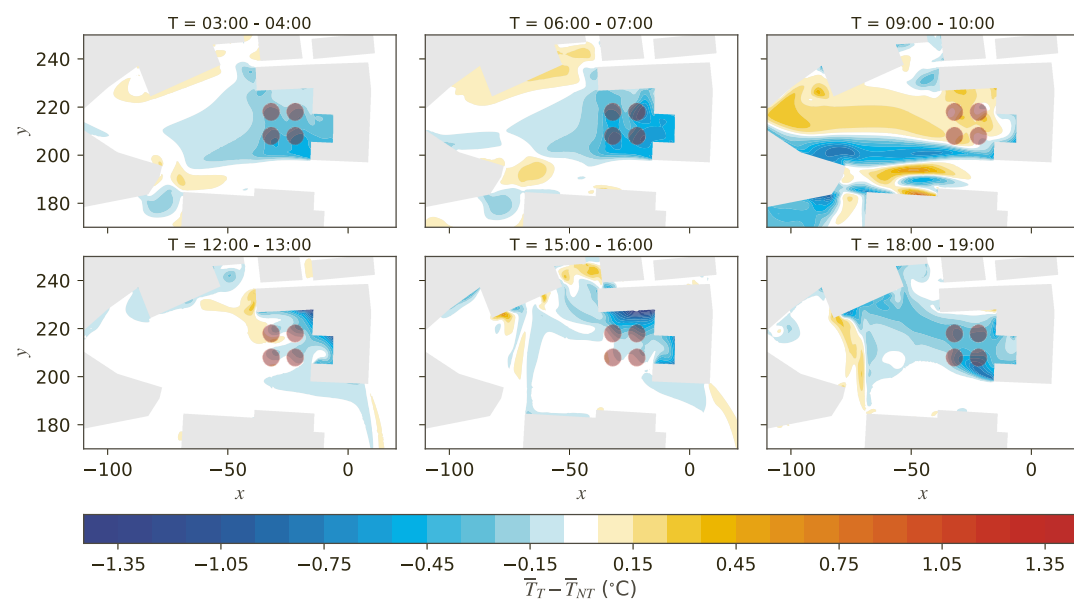 T = 03:00 - 04:00
T = 06:00 - 07:00
T = 09:00 - 10:00
240
220
200
180
y
T = 12:00 - 13:00
T = 15:00 - 16:00
T = 18:00 - 19:00
240
220
200
180
y
−100
−50
0
−100
−50
0
−100
−50
0
x
x
x
−1.35
−1.05
−0.75
−0.45
−0.15
0.15
0.45
0.75
1.05
1.35
T̅_T − T̅_NT (°C)